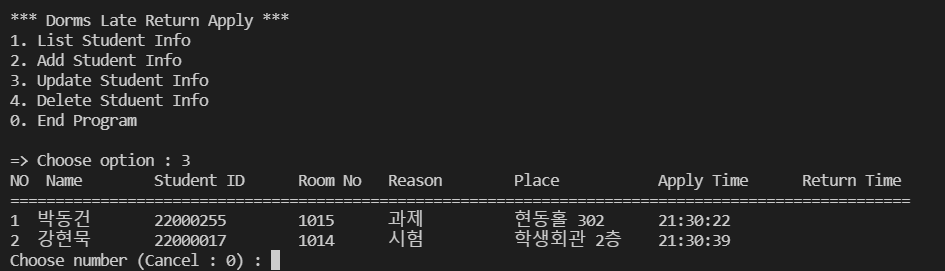 *** Dorms Late Return Apply ***
1. List Student Info
2. Add Student Info
3. Update Student Info
4. Delete Stduent Info
0. End Program
=> Choose option : 3
NO  Name        Student ID      Room No   Reason        Place           Apply Time      Return Time
====================================================================================================
1  박동건       22000255        1015      과제          현동홀 302      21:30:22
2  강현묵       22000017        1014      시험          학생회관 2층    21:30:39
Choose number (Cancel : 0) :